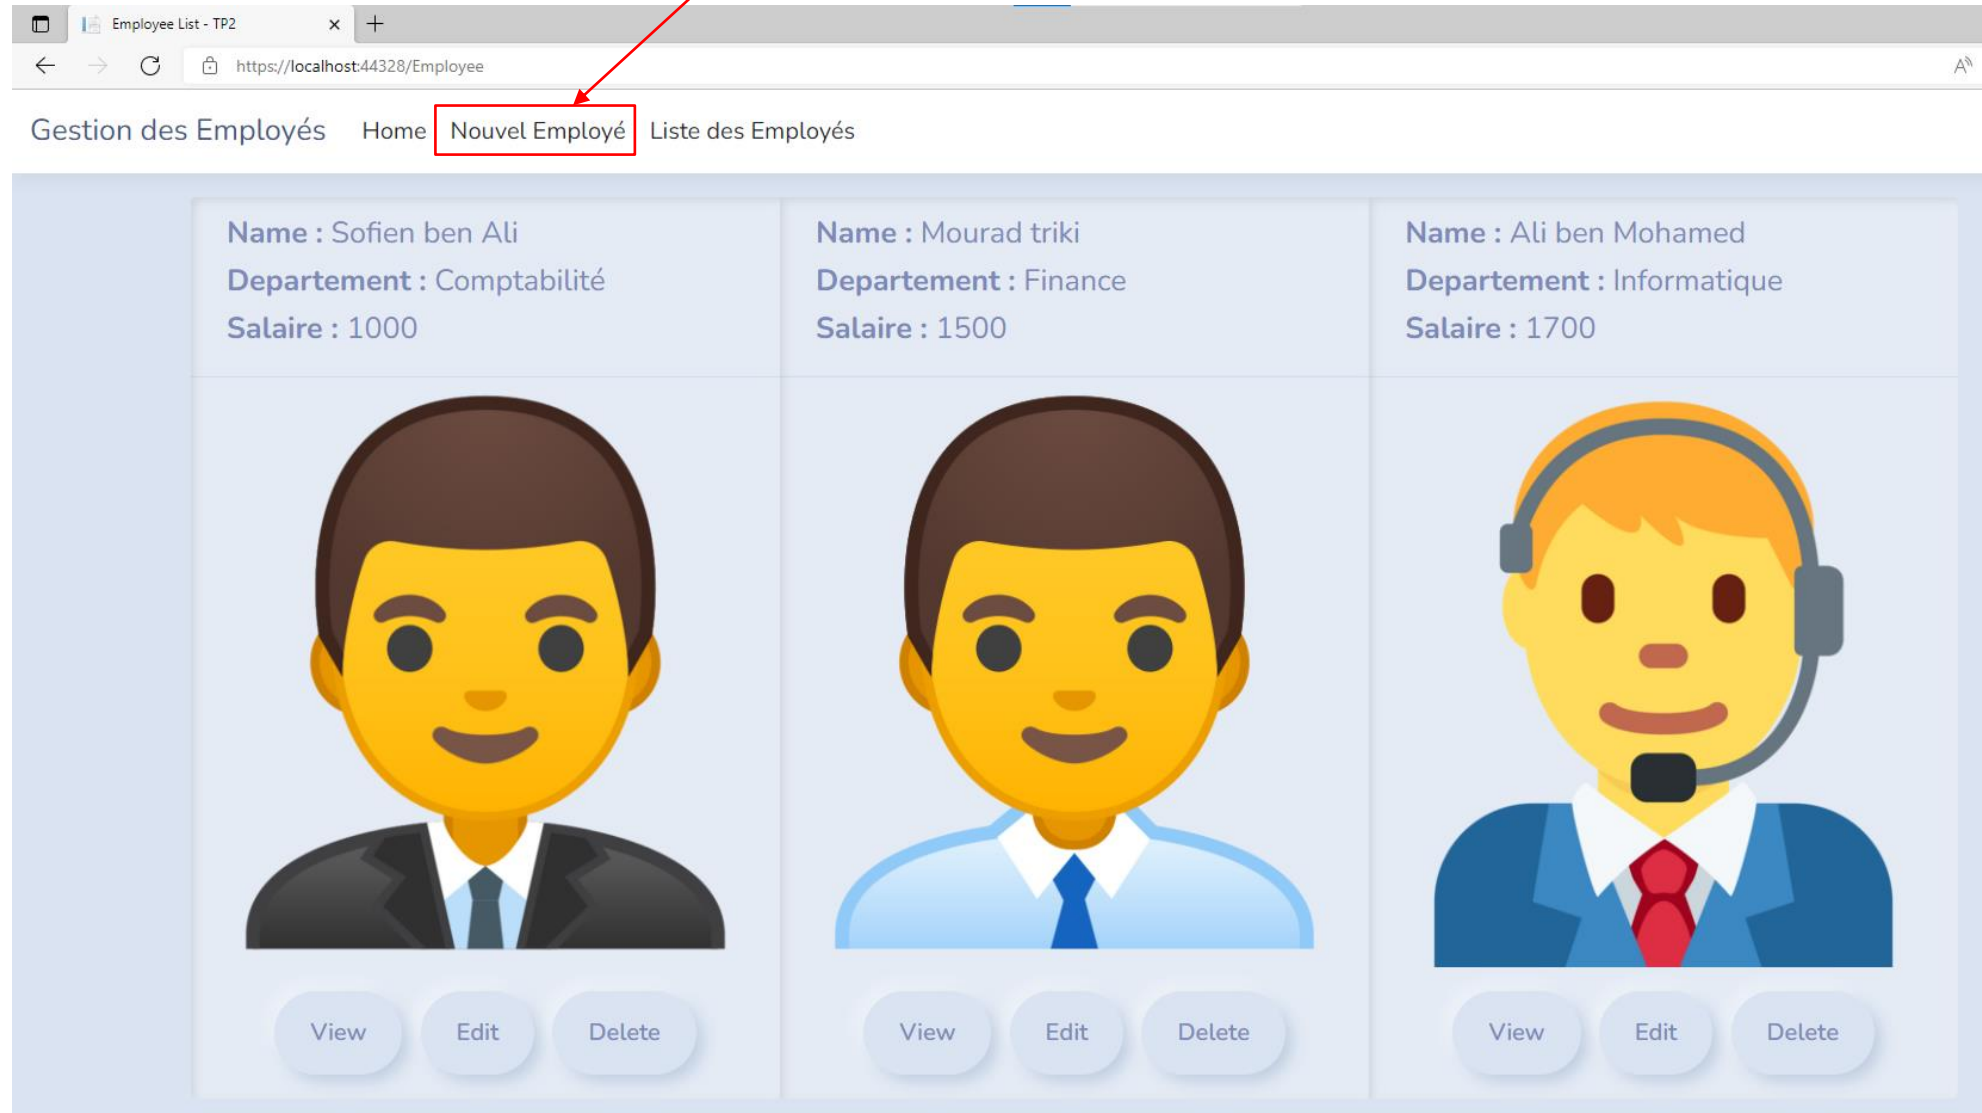 Employee List - TP2
https://localhost:44328/Employee
A
Gestion des Employés Home Nouvel Employé Liste des Employés
Name : Sofien ben Ali
Departement : Comptabilité
Salaire : 1000
Name : Mourad triki
Departement : Finance
Salaire : 1500
Name : Ali ben Mohamed
Departement : Informatique
Salaire : 1700
View Edit Delete
View Edit Delete
View Edit Delete